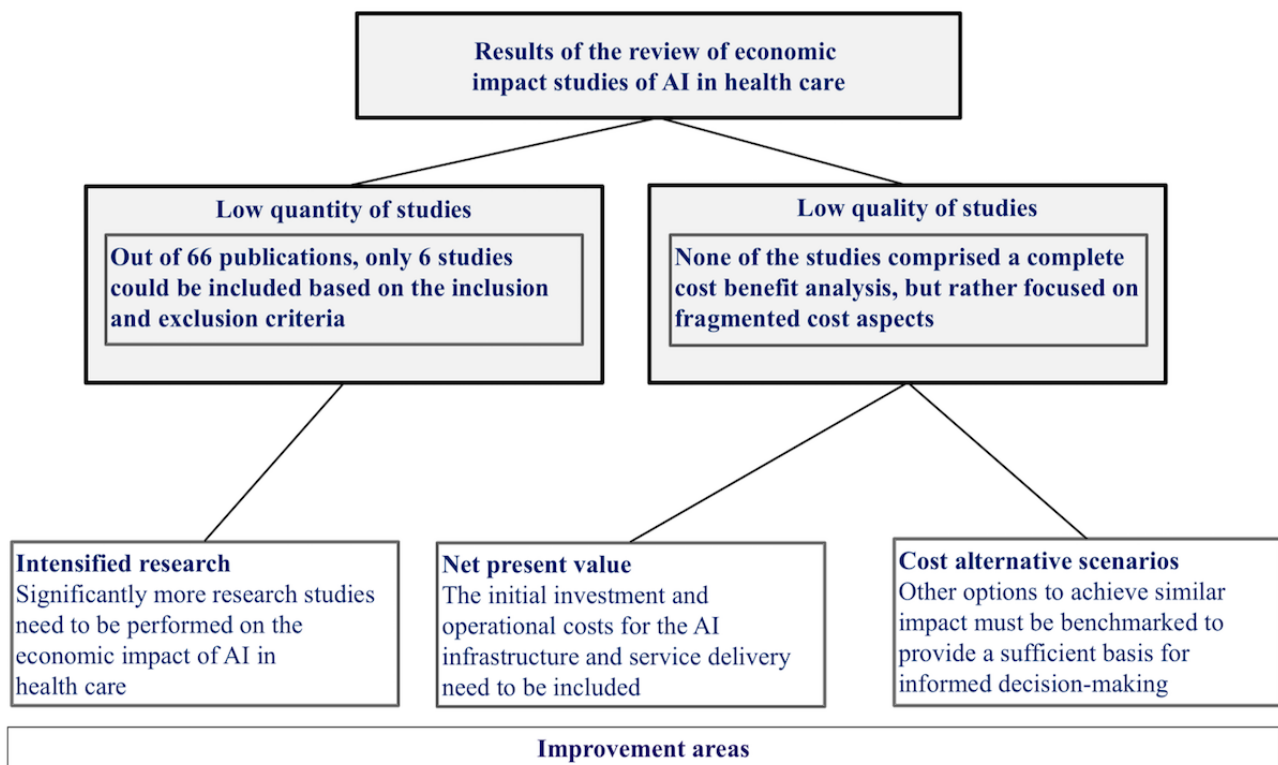 Results of the review of economic
impact studies of AI in health care
Low quantity of studies
Out of 66 publications, only 6 studies
could be included based on the inclusion
and exclusion criteria
Low quality of studies
None of the studies comprised a complete
cost benefit analysis, but rather focused on
fragmented cost aspects
Intensified research
Significantly more research studies
need to be performed on the
economic impact of AI in
health care
Net present value
The initial investment and
operational costs for the AI
infrastructure and service delivery
need to be included
Cost alternative scenarios
Other options to achieve similar
impact must be benchmarked to
provide a sufficient basis for
informed decision-making
Improvement areas